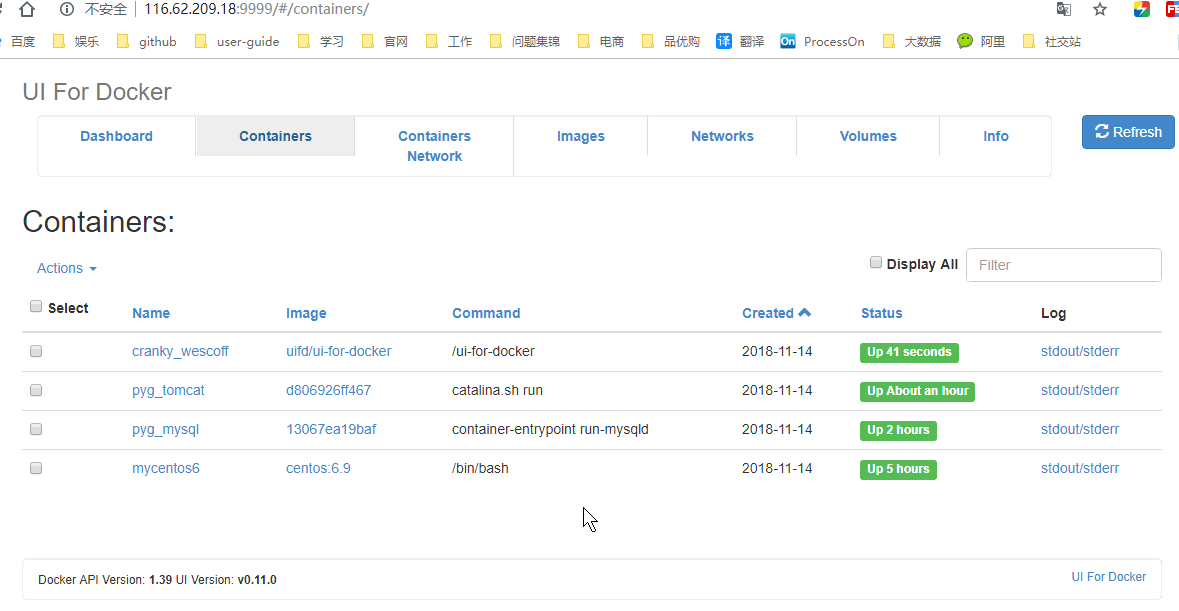 不安全 116.62.209.18:9999/#/containers/
百度 娱乐 github user-guide 学习 官网 工作 问题集锦 电商 品优购 译 翻译 On ProcessOn 大数据 阿里 社交站
UI For Docker
Dashboard Containers Containers Network Images Networks Volumes Info Refresh
Containers:
Actions Display All Filter
Select Name Image Command Created Status Log
cranky_wescoff uifd/ui-for-docker /ui-for-docker 2018-11-14 Up 41 seconds stdout/stderr
pyg_tomcat d806926ff467 catalina.sh run 2018-11-14 Up About an hour stdout/stderr
pyg_mysql 13067ea19baf container-entrypoint run-mysqld 2018-11-14 Up 2 hours stdout/stderr
mycentos6 centos:6.9 /bin/bash 2018-11-14 Up 5 hours stdout/stderr
Docker API Version: 1.39 UI Version: v0.11.0 UI For Docker